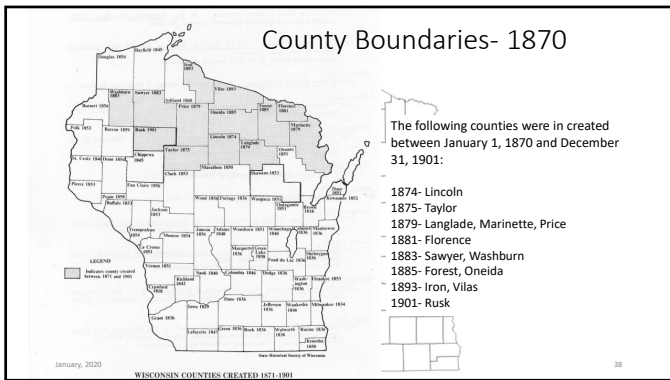 County Boundaries- 1870
Bayfield 1845
Douglas 1854
Iron 1893
Vilas 1893
Washburn 1883
Sawyer 1883
Ashland 1860
Forest 1885
Florence 1881
Burnett 1856
Price 1879
Oneida 1885
Marinette 1879
Polk 1853
Barron 1859
Rusk 1901
Lincoln 1874
Langlade 1879
Oconto 1851
Taylor 1875
Chippewa 1845
St. Croix 1840
Dunn 1854
Marathon 1850
Clark 1853
Shawano 1853
Door 1851
Pierce 1853
Eau Claire 1856
Pepin 1858
Buffalo 1853
Wood 1856
Portage 1836
Waupaca 1851
Outagamie 1851
Brown 1818
Kewaunee 1852
Jackson 1853
Trempealeau 1854
Monroe 1854
Juneau 1856
Adams 1848
Waushara 1851
Winnebago 1840
Calumet 1836
Manitowoc 1836
La Crosse 1851
Marquette 1836
Green Lake 1858
Fond du Lac 1836
Sheboygan 1836
Vernon 1851
LEGEND
Indicates county created
between 1871 and 1901
Sauk 1840
Columbia 1846
Dodge 1836
Washington 1836
Ozaukee 1853
Richland 1842
Crawford 1818
Dane 1836
Iowa 1829
Jefferson 1836
Waukesha 1846
Milwaukee 1834
Grant 1836
Lafayette 1847
Green 1836
Rock 1836
Walworth 1836
Racine 1836
Kenosha 1850
State Historical Society of Wisconsin
WISCONSIN COUNTIES CREATED 1871-1901
The following counties were in created
between January 1, 1870 and December
31, 1901:
1874- Lincoln
1875- Taylor
1879- Langlade, Marinette, Price
1881- Florence
1883- Sawyer, Washburn
1885- Forest, Oneida
1893- Iron, Vilas
1901- Rusk
January, 2020
38